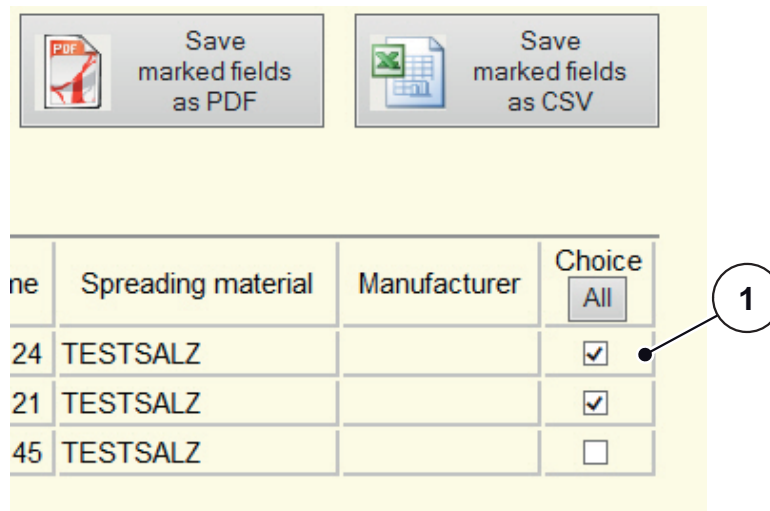 PDF
Save
marked fields
as PDF
Save
marked fields
as CSV
ne Spreading material Manufacturer Choice
All
1
24 TESTSALZ
21 TESTSALZ
45 TESTSALZ